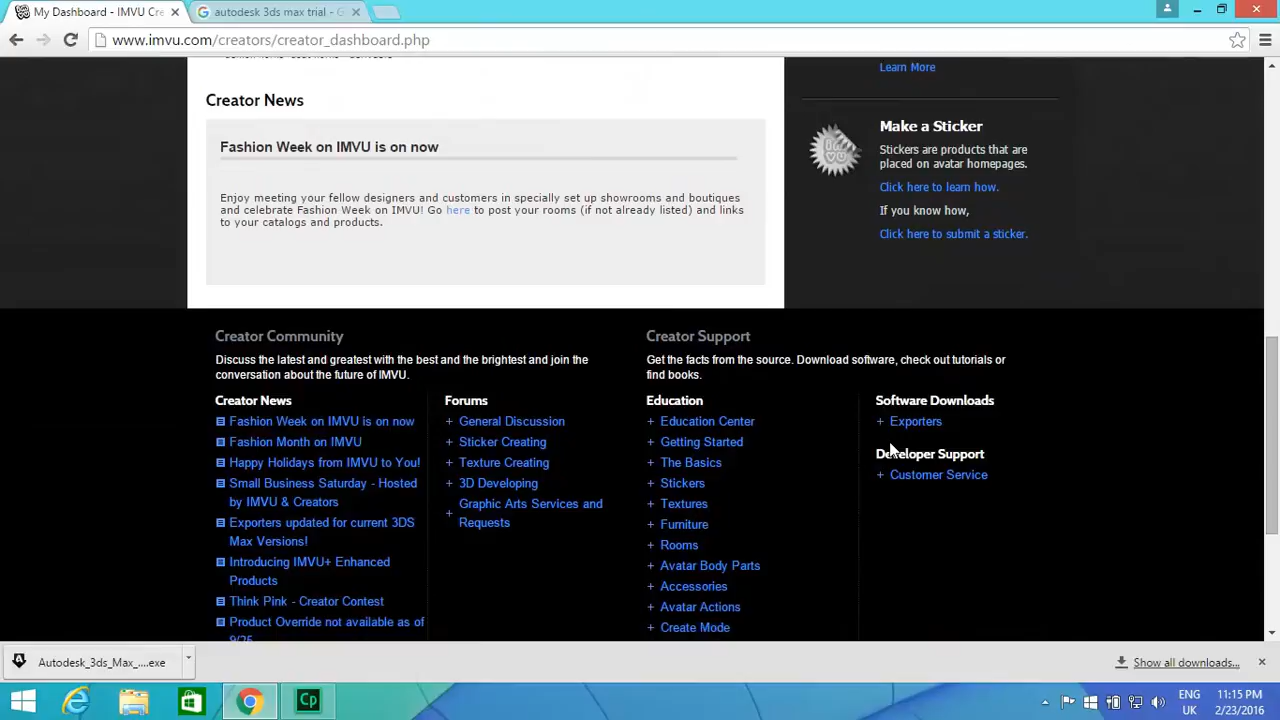 My Dashboard - IMVU Cre
autodesk 3ds max trial - G
www.imvu.com/creators/creator_dashboard.php
Learn More
Creator News
Fashion Week on IMVU is on now
Enjoy meeting your fellow designers and customers in specially set up showrooms and boutiques
and celebrate Fashion Week on IMVU! Go here to post your rooms (if not already listed) and links
to your catalogs and products.
Make a Sticker
Stickers are products that are
placed on avatar homepages.
Click here to learn how.
If you know how,
Click here to submit a sticker.
Creator Community
Discuss the latest and greatest with the best and the brightest and join the
conversation about the future of IMVU.
Creator News
Fashion Week on IMVU is on now
Fashion Month on IMVU
Happy Holidays from IMVU to You!
Small Business Saturday - Hosted
by IMVU & Creators
Exporters updated for current 3DS
Max Versions!
Introducing IMVU+ Enhanced
Products
Think Pink - Creator Contest
Product Override not available as of
9/25
Forums
+ General Discussion
+ Sticker Creating
+ Texture Creating
+ 3D Developing
+ Graphic Arts Services and
Requests
Creator Support
Get the facts from the source. Download software, check out tutorials or
find books.
Education
+ Education Center
+ Getting Started
+ The Basics
+ Stickers
+ Textures
+ Furniture
+ Rooms
+ Avatar Body Parts
+ Accessories
+ Avatar Actions
+ Create Mode
Software Downloads
+ Exporters
Developer Support
+ Customer Service
Autodesk_3ds_Max_....exe
Show all downloads...
Cp
ENG
UK
11:15 PM
2/23/2016